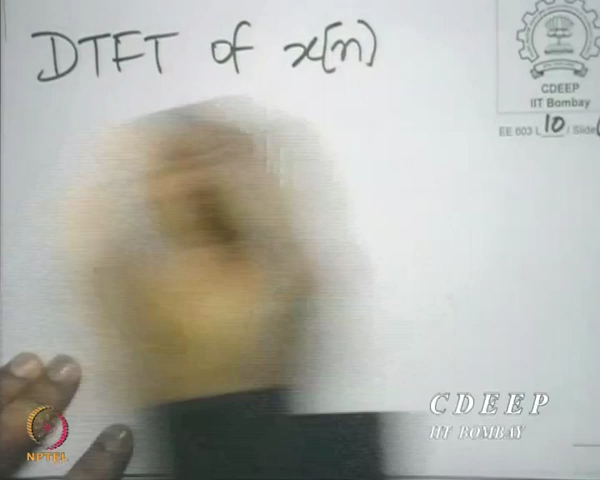 DTFT of x[n]
CDEEP
IIT Bombay
EE 603 L 10 / Slide
CDEEP
IIT BOMBAY
NPTEL